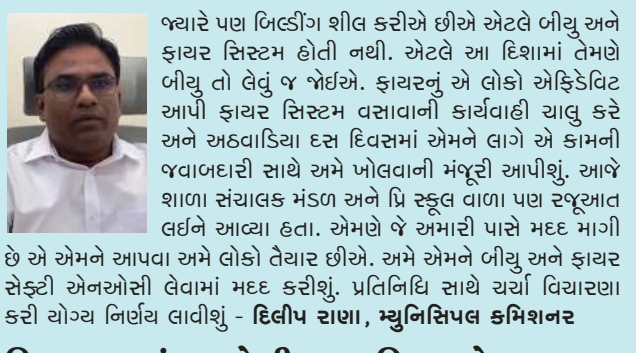 જ્યારે પણ બિલ્ડીંગ શીલ કરીએ છીએ એટલે બીયુ અને
ફાયર સિસ્ટમ હોતી નથી. એટલે આ દિશામાં તેમણે
બીયુ તો લેવું જ જોઈએ. ફાયરનું એ લોકો એફિડેવિટ
આપી ફાયર સિસ્ટમ વસાવાની કાર્યવાહી ચાલુ કરે
અને અઠવાડિયા દસ દિવસમાં એમને લાગે એ કામની
જવાબદારી સાથે અમે ખોલવાની મંજૂરી આપીશું. આજે
શાળા સંચાલક મંડળ અને પ્રિ સ્કૂલ વાળા પણ રજૂઆત
લઈને આવ્યા હતા. એમણે જે અમારી પાસે મદદ માગી
છે એ એમને આપવા અમે લોકો તૈયાર છીએ. અમે એમને બીયુ અને ફાયર
સેફ્ટી એનઓસી લેવામાં મદદ કરીશું. પ્રતિનિધિ સાથે ચર્ચા વિચારણા
કરી યોગ્ય નિર્ણય લાવીશું - દિલીપ રાણા, મ્યુનિસિપલ કમિશનર